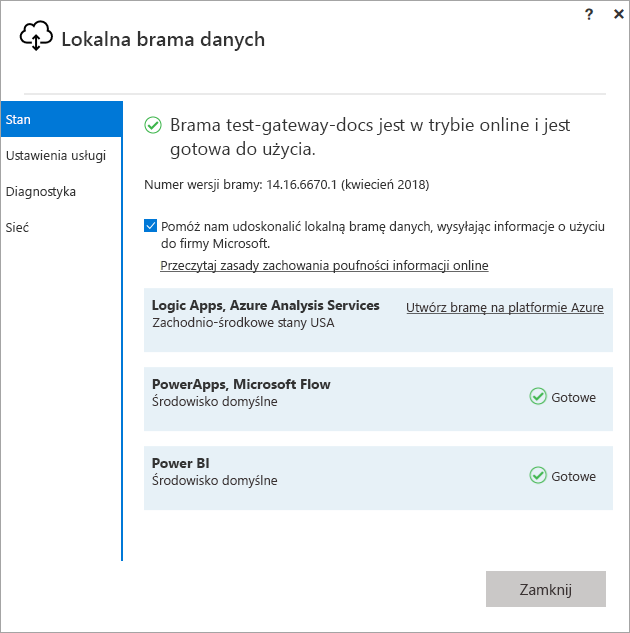 ?
Lokalna brama danych
Stan
Ustawienia usługi
Diagnostyka
Sieć
Brama test-gateway-docs jest w trybie online i jest
gotowa do użycia.
Numer wersji bramy: 14.16.6670.1 (kwiecień 2018)
Pomóż nam udoskonalić lokalną bramę danych, wysyłając informacje o użyciu
do firmy Microsoft.
Przeczytaj zasady zachowania poufności informacji online
Logic Apps, Azure Analysis Services
Zachodnio-środkowe stany USA
Utwórz bramę na platformie Azure
PowerApps, Microsoft Flow
Środowisko domyślne
Gotowe
Power BI
Środowisko domyślne
Gotowe
Zamknij